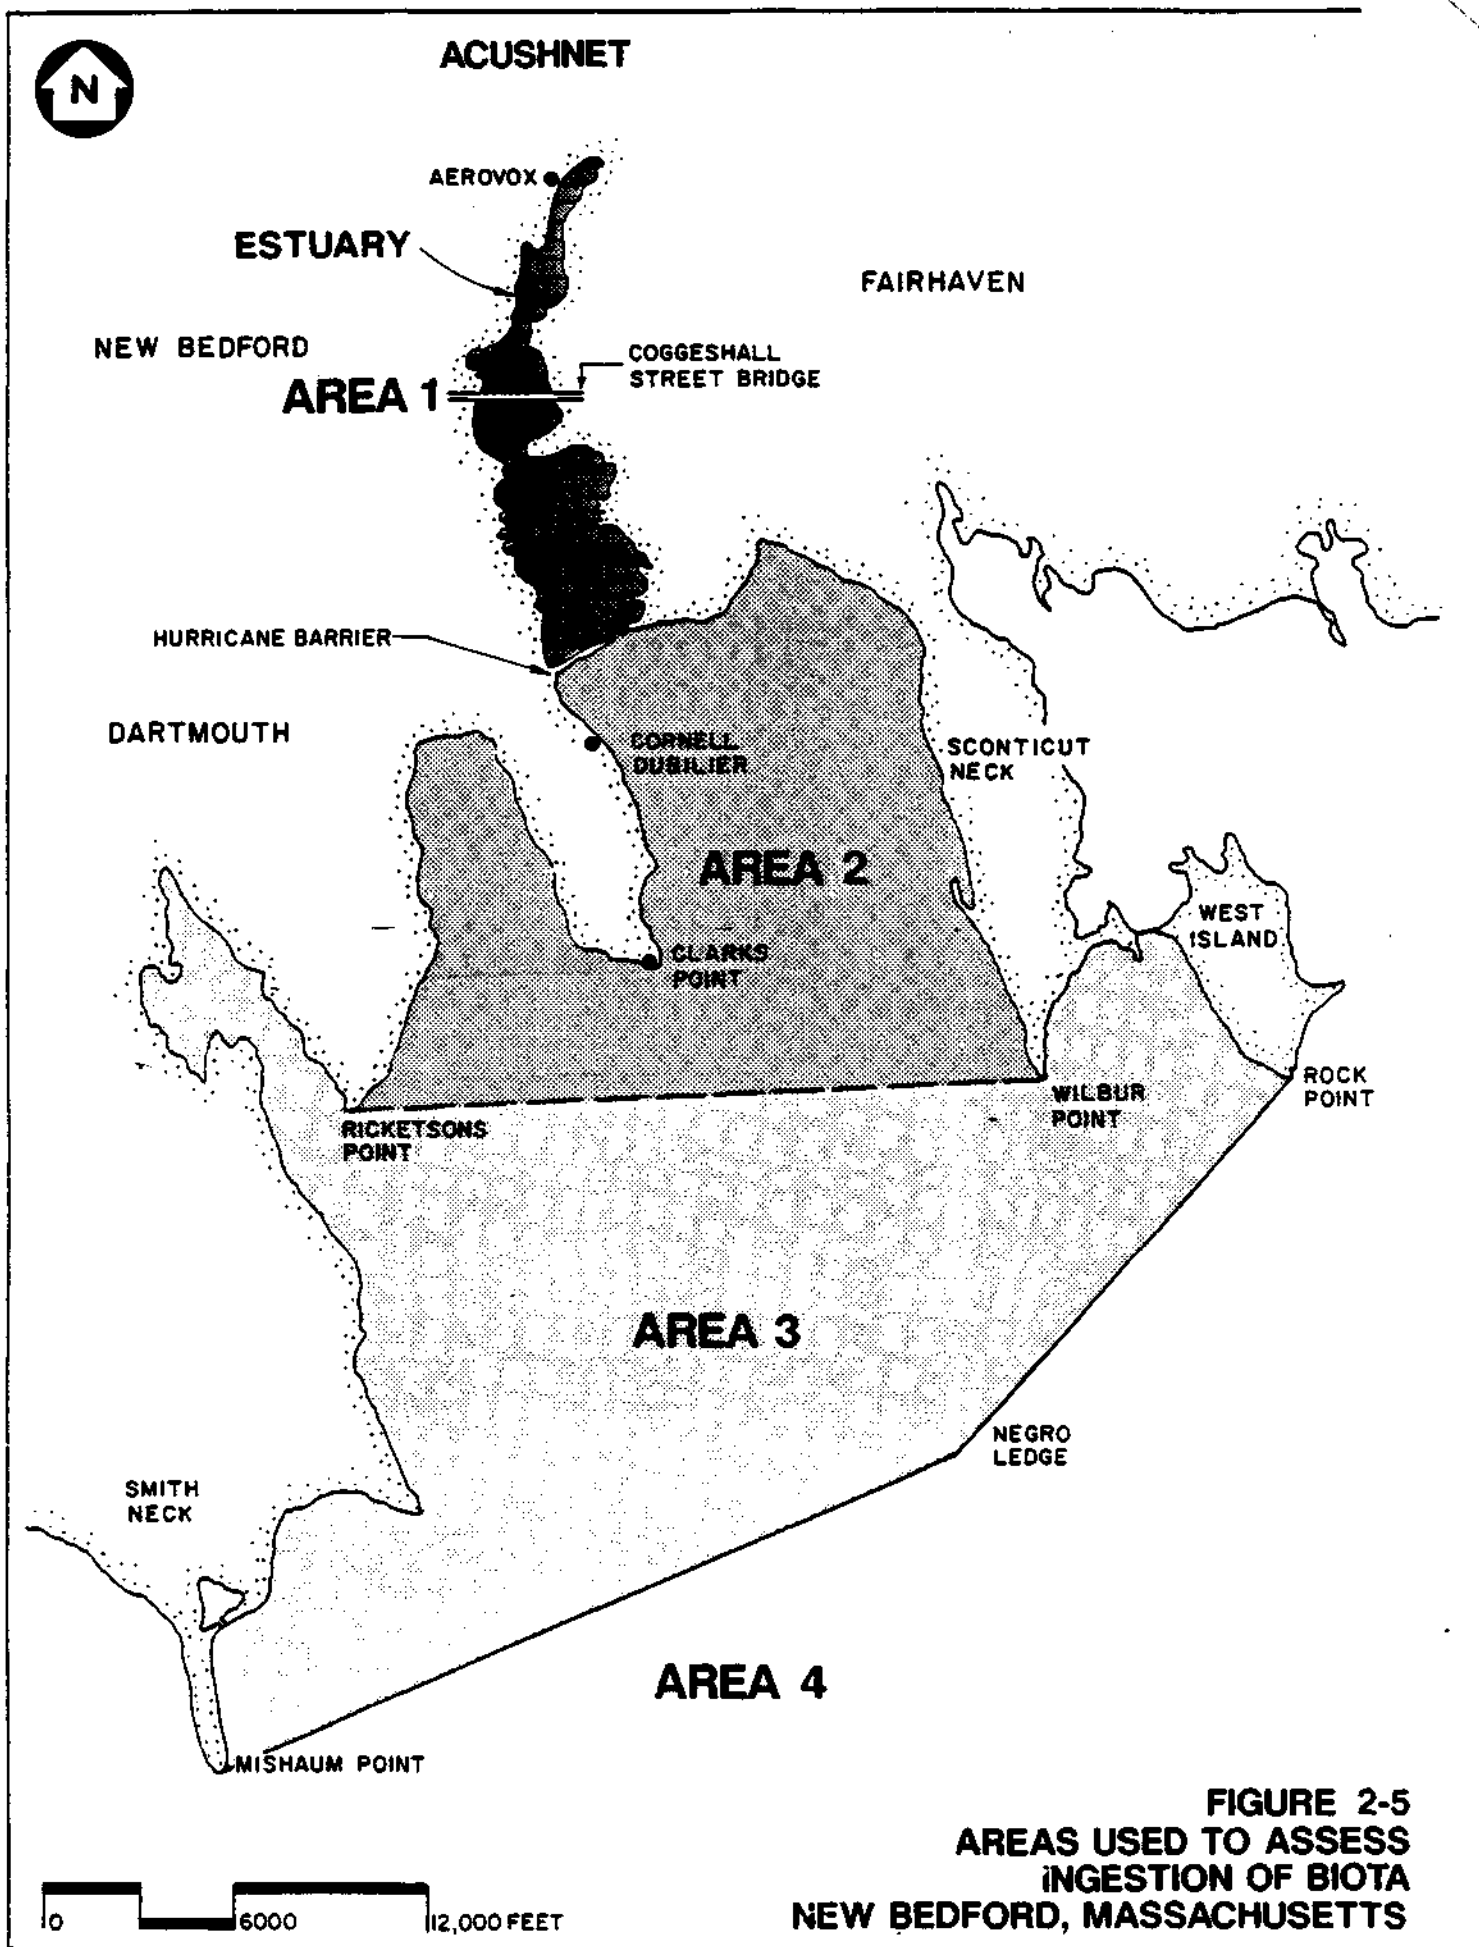 ACUSHNET
N
AEROVOX
ESTUARY
FAIRHAVEN
NEW BEDFORD
COGGESHALL
STREET BRIDGE
AREA 1
HURRICANE BARRIER
DARTMOUTH
CORNELL
DUBILIER
SCONTICUT
NECK
AREA 2
WEST
ISLAND
CLARKS
POINT
ROCK
POINT
WILBUR
POINT
RICKETSONS
POINT
AREA 3
NEGRO
LEDGE
SMITH
NECK
AREA 4
MISHAUM POINT
FIGURE 2-5
AREAS USED TO ASSESS
INGESTION OF BIOTA
NEW BEDFORD, MASSACHUSETTS
0 6000 12,000 FEET